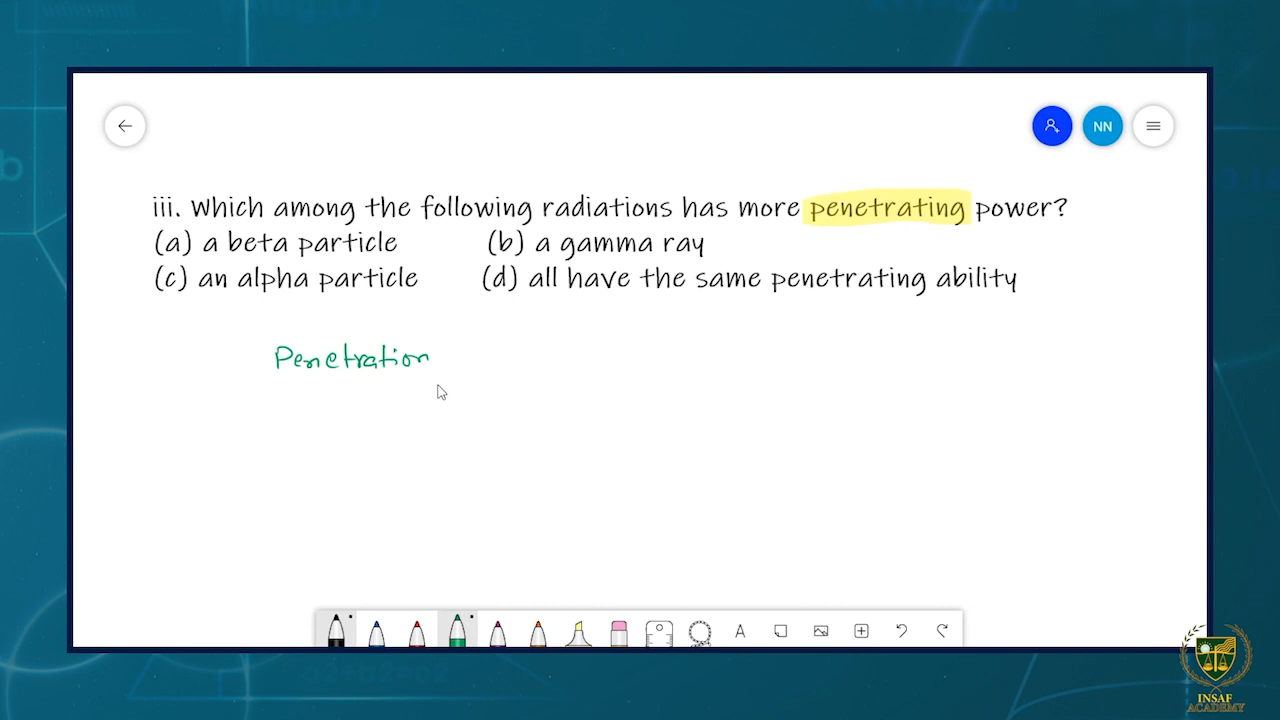 NN
iii. Which among the following radiations has more penetrating power?
(a) a beta particle (b) a gamma ray
(c) an alpha particle (d) all have the same penetrating ability
Penetration
A
INSAF
ACADEMY